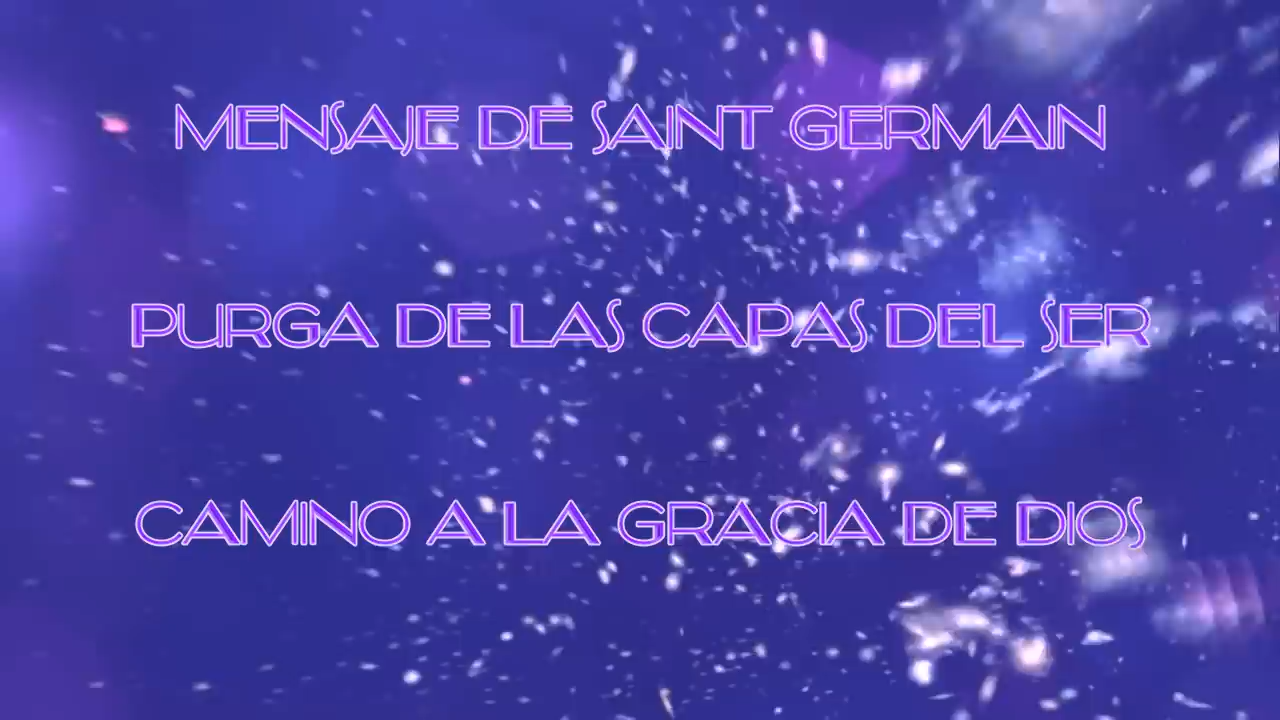 MENSAJE DE SAINT GERMAIN
PURGA DE LAS CAPAS DEL SER
CAMINO A LA GRACIA DE DIOS